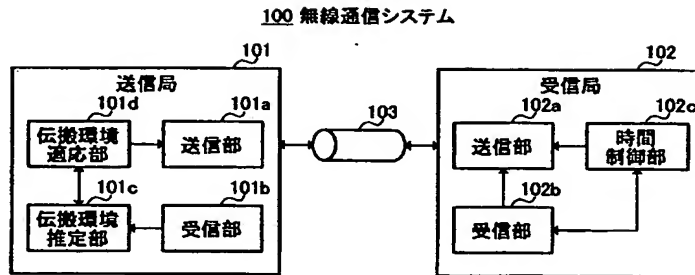 100 無線通信システム
101
送信局
101d
伝搬環境
適応部
101a
送信部
101c
伝搬環境
推定部
101b
受信部
103
102
受信局
102a
送信部
102c
時間
制御部
102b
受信部